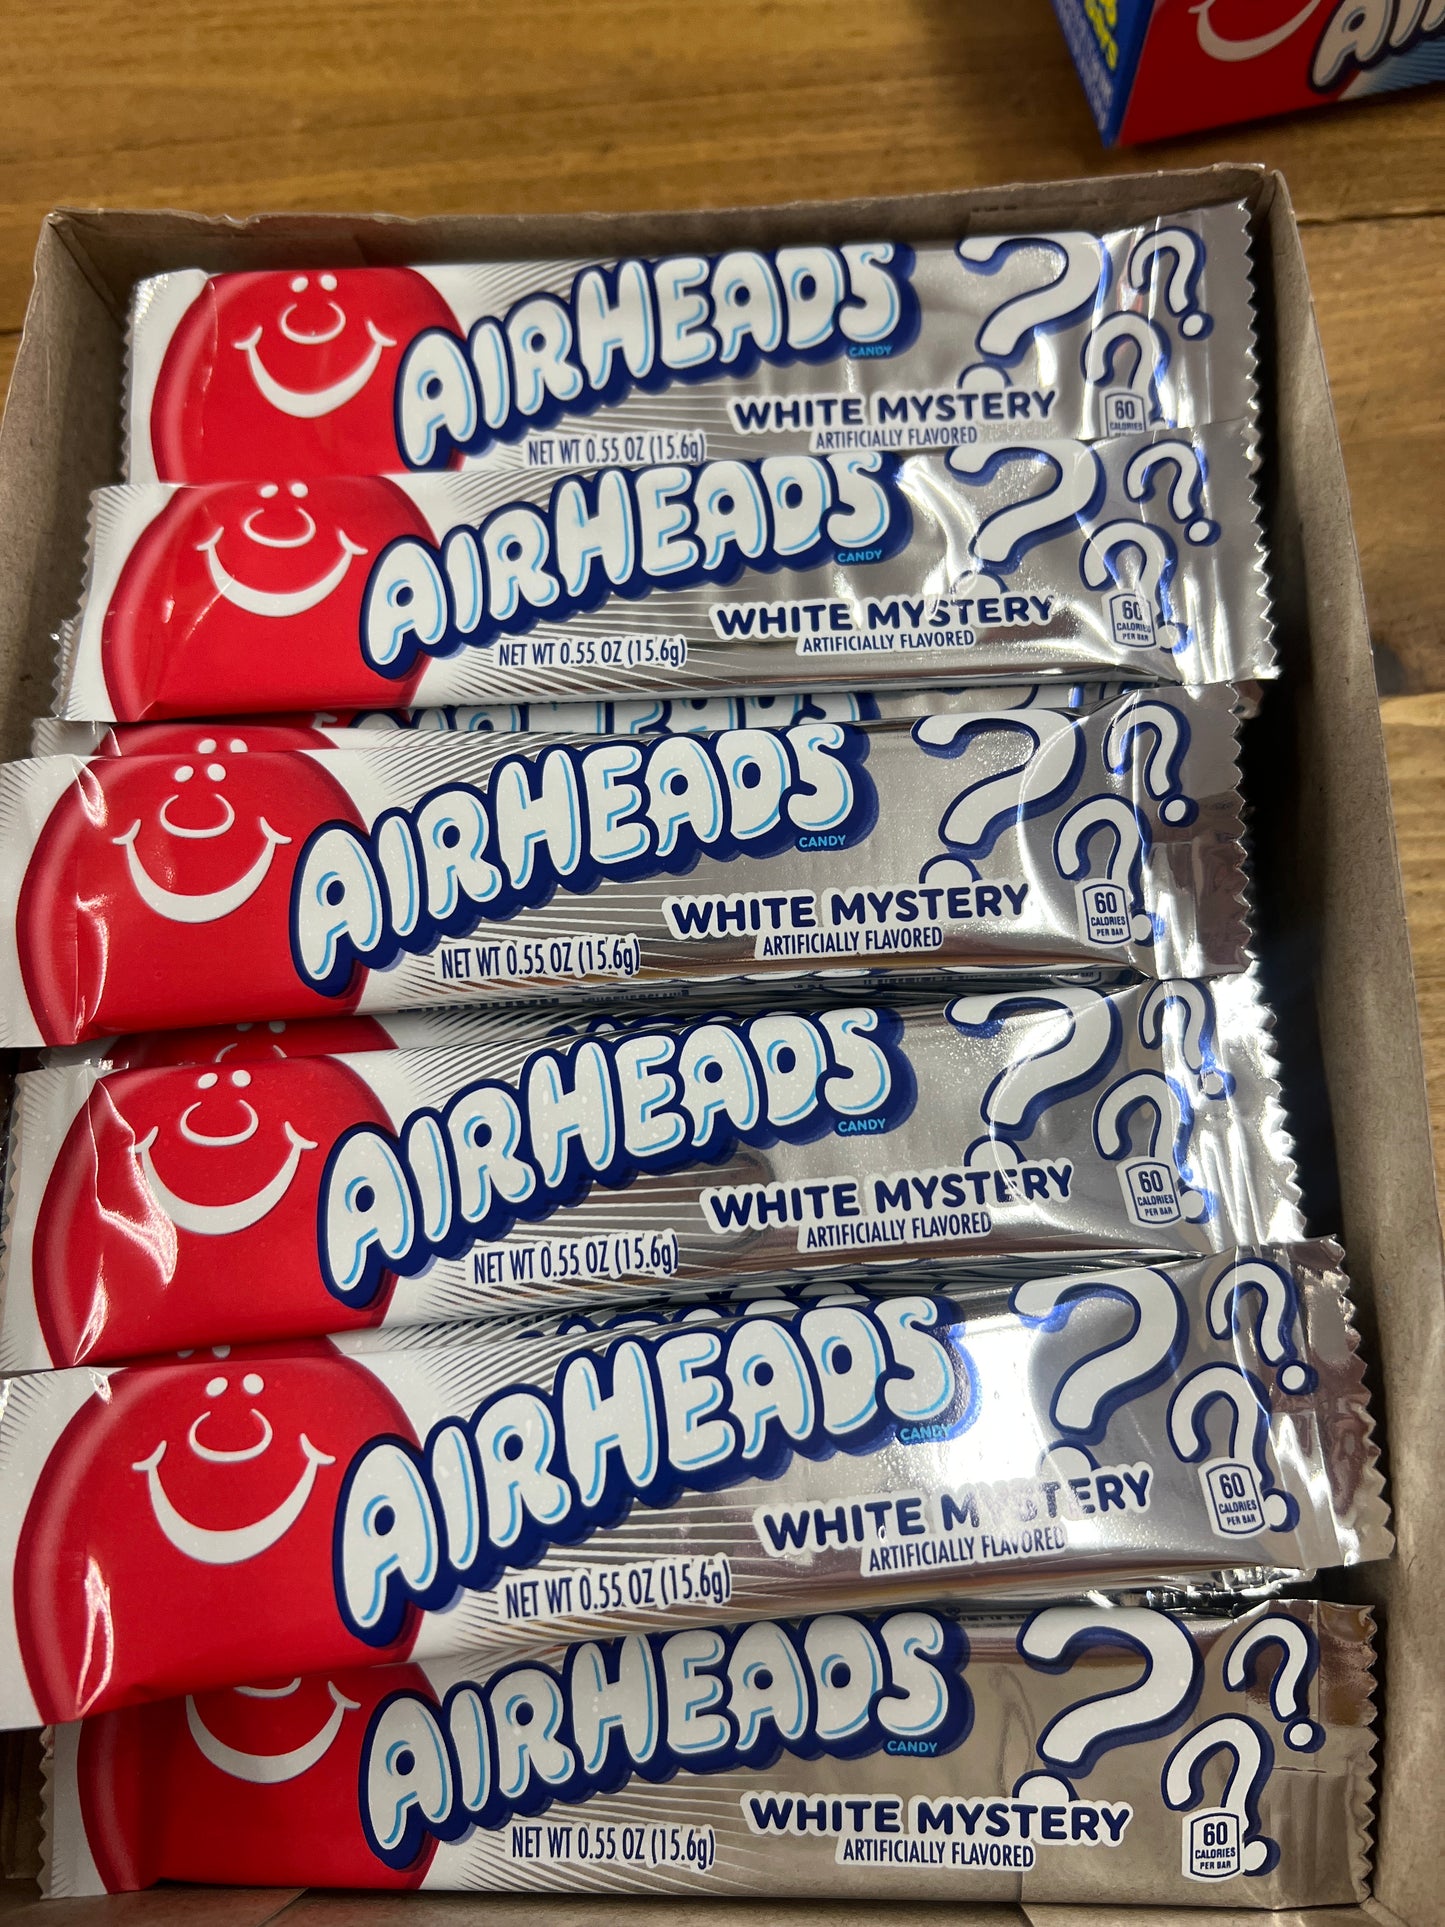 AIRHEADS
CANDY
WHITE MYSTERY
ARTIFICIALLY FLAVORED
NET WT 0.55 OZ (15.6g)
60
CALORIES
AIRHEADS
CANDY
WHITE MYSTERY
ARTIFICIALLY FLAVORED
NET WT 0.55 OZ (15.6g)
60
CALORIES
PER BAR
AIRHEADS
CANDY
WHITE MYSTERY
ARTIFICIALLY FLAVORED
NET WT 0.55 OZ (15.6g)
60
CALORIES
PER BAR
AIRHEADS
CANDY
WHITE MYSTERY
ARTIFICIALLY FLAVORED
NET WT 0.55 OZ (15.6g)
60
CALORIES
PER BAR
AIRHEADS
CANDY
WHITE MYSTERY
ARTIFICIALLY FLAVORED
NET WT 0.55 OZ (15.6g)
60
CALORIES
PER BAR
AIRHEADS
CANDY
WHITE MYSTERY
ARTIFICIALLY FLAVORED
NET WT 0.55 OZ (15.6g)
60
CALORIES
PER BAR